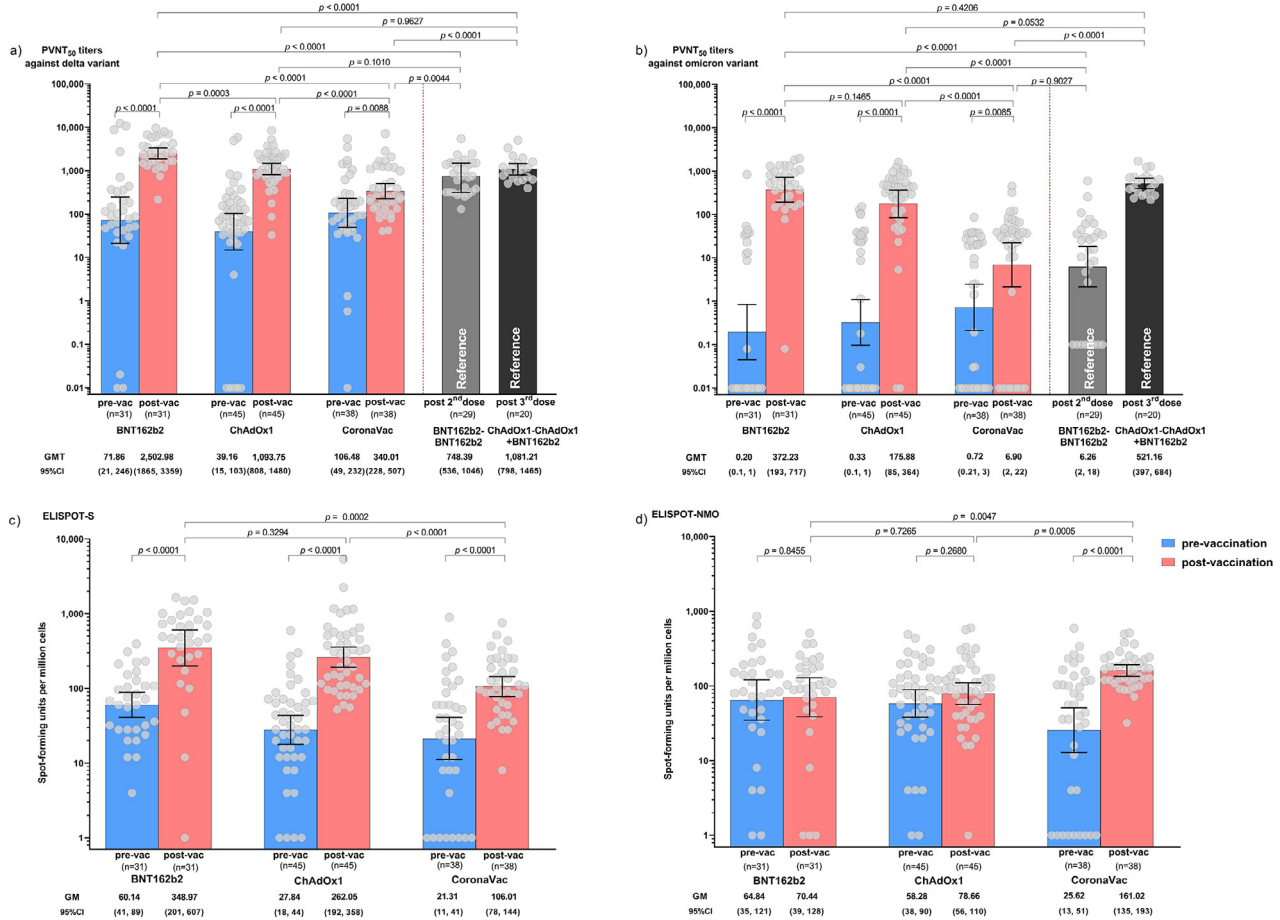 a) PVNT50 titers
against delta variant
p < 0.0001
p = 0.9627
p < 0.0001
p < 0.0001
p = 0.1010
p < 0.0001
p = 0.0044
p = 0.0003
p < 0.0001
p < 0.0001
p < 0.0001
p = 0.0088
100,000
10,000
1,000
100
10
1
0.1
0.01
Reference
Reference
pre-vac post-vac pre-vac post-vac pre-vac post-vac post 2nd dose post 3rd dose
(n=31) (n=31) (n=45) (n=45) (n=38) (n=38) (n=29) (n=20)
BNT162b2 ChAdOx1 CoronaVac BNT162b2-BNT162b2 ChAdOx1-ChAdOx1+BNT162b2
GMT 71.86 2,502.98 39.16 1,093.75 106.48 340.01 748.39 1,081.21
95%CI (21, 246) (1865, 3359) (15, 103) (808, 1480) (49, 232) (228, 507) (536, 1046) (798, 1465)
b) PVNT50 titers
against omicron variant
p = 0.4206
p = 0.0532
p < 0.0001
p < 0.0001
p < 0.0001
p < 0.0001
p = 0.9027
p = 0.1465
p < 0.0001
p < 0.0001
p < 0.0001
p = 0.0085
100,000
10,000
1,000
100
10
1
0.1
0.01
Reference
Reference
pre-vac post-vac pre-vac post-vac pre-vac post-vac post 2nd dose post 3rd dose
(n=31) (n=31) (n=45) (n=45) (n=38) (n=38) (n=29) (n=20)
BNT162b2 ChAdOx1 CoronaVac BNT162b2-BNT162b2 ChAdOx1-ChAdOx1+BNT162b2
GMT 0.20 372.23 0.33 175.88 0.72 6.90 6.26 521.16
95%CI (0.1, 1) (193, 717) (0.1, 1) (85, 364) (0.21, 3) (2, 22) (2, 18) (397, 684)
c) ELISPOT-S
p = 0.0002
p = 0.3294
p < 0.0001
p < 0.0001
p < 0.0001
p < 0.0001
Spot-forming units per million cells
10,000
1,000
100
10
1
pre-vac post-vac pre-vac post-vac pre-vac post-vac
(n=31) (n=31) (n=45) (n=45) (n=38) (n=38)
BNT162b2 ChAdOx1 CoronaVac
GM 60.14 348.97 27.84 262.05 21.31 106.01
95%CI (41, 89) (201, 607) (18, 44) (192, 358) (11, 41) (78, 144)
d) ELISPOT-NMO
p = 0.0047
p = 0.7265
p = 0.0005
p = 0.8455
p = 0.2680
p < 0.0001
Spot-forming units per million cells
10,000
1,000
100
10
1
pre-vac post-vac pre-vac post-vac pre-vac post-vac
(n=31) (n=31) (n=45) (n=45) (n=38) (n=38)
BNT162b2 ChAdOx1 CoronaVac
GM 64.84 70.44 58.28 78.66 25.62 161.02
95%CI (35, 121) (39, 128) (38, 90) (56, 110) (13, 51) (135, 193)
pre-vaccination
post-vaccination